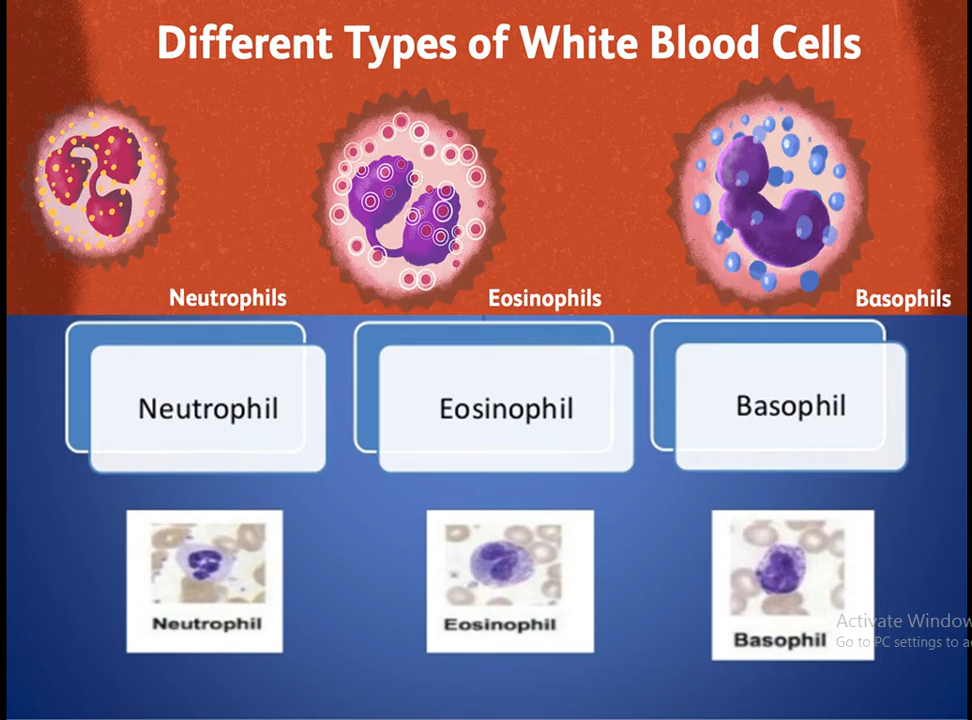 Different Types of White Blood Cells
Neutrophils
Eosinophils
Basophils
Neutrophil
Eosinophil
Basophil
Neutrophil
Eosinophil
Basophil
Activate Window
Go to PC settings to a